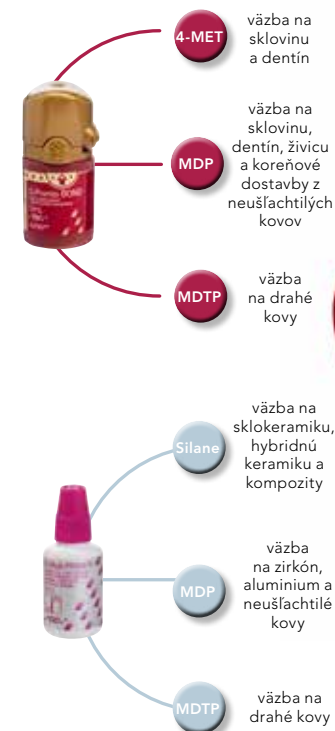 4-MET
väzba na
sklovinu
a dentín
MDP
väzba na
sklovinu,
dentín, živicu
a koreňové
dostavby z
neušľachtilých
kovov
MDTP
väzba
na drahé
kovy
Silane
väzba na
sklokeramiku,
hybridnú
keramiku a
kompozity
MDP
väzba
na zirkón,
aluminium a
neušľachtilé
kovy
MDTP
väzba na
drahé kovy